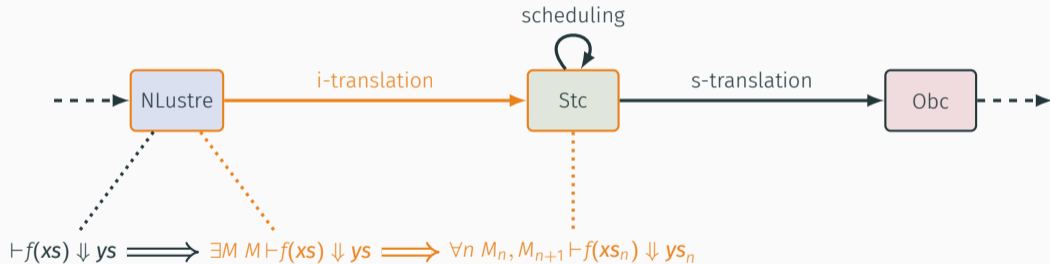 scheduling
NLustre
i-translation
Stc
s-translation
Obc
⊢f(xs) ⇓ ys ⟹ ∃M M ⊢f(xs) ⇓ ys ⟹ ∀n Mₙ, Mₙ₊₁ ⊢f(xsₙ) ⇓ ysₙ